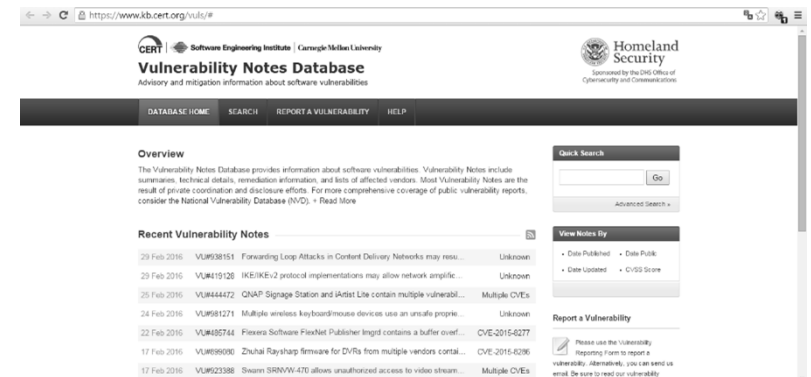 https://www.kb.cert.org/vuls/#
CERT | Software Engineering Institute | Carnegie Mellon University
Vulnerability Notes Database
Advisory and mitigation information about software vulnerabilities
Homeland
Security
Sponsored by the DHS Office of
Cybersecurity and Communications
DATABASE HOME SEARCH REPORT A VULNERABILITY HELP
Overview
The Vulnerability Notes Database provides information about software vulnerabilities. Vulnerability Notes include
summaries, technical details, remediation information, and lists of affected vendors. Most Vulnerability Notes are the
result of private coordination and disclosure efforts. For more comprehensive coverage of public vulnerability reports,
consider the National Vulnerability Database (NVD). + Read More
Recent Vulnerability Notes
29 Feb 2016 VU#938151 Forwarding Loop Attacks in Content Delivery Networks may resu... Unknown
29 Feb 2016 VU#419128 IKE/IKEv2 protocol implementations may allow network amplific... Unknown
25 Feb 2016 VU#444472 QNAP Signage Station and iArtist Lite contain multiple vulnerabil... Multiple CVEs
24 Feb 2016 VU#981271 Multiple wireless keyboard/mouse devices use an unsafe proprie... Unknown
22 Feb 2016 VU#485744 Flexera Software FlexNet Publisher lmgrd contains a buffer overf... CVE-2015-8277
17 Feb 2016 VU#899080 Zhuhai Raysharp firmware for DVRs from multiple vendors contai... CVE-2015-8286
17 Feb 2016 VU#923388 Swann SRNVW-470 allows unauthorized access to video stream... Multiple CVEs
Quick Search
Go
Advanced Search »
View Notes By
• Date Published • Date Public
• Date Updated • CVSS Score
Report a Vulnerability
Please use the Vulnerability
Reporting Form to report a
vulnerability. Alternatively, you can send us
email. Be sure to read our vulnerability